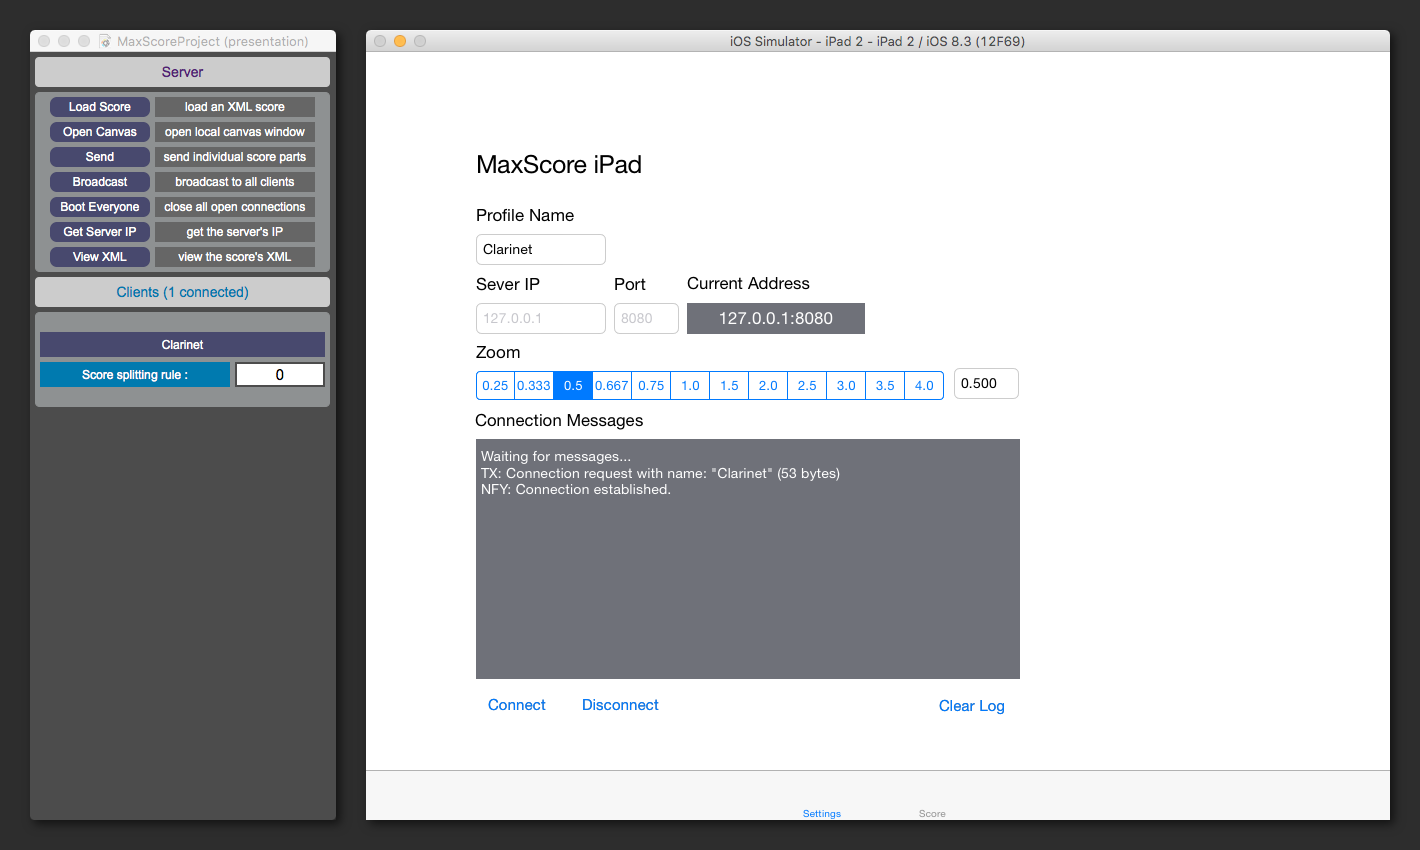 MaxScoreProject (presentation)
Server
Load Score load an XML score
Open Canvas open local canvas window
Send send individual score parts
Broadcast broadcast to all clients
Boot Everyone close all open connections
Get Server IP get the server's IP
View XML view the score's XML
Clients (1 connected)
Clarinet
Score splitting rule : 0
iOS Simulator - iPad 2 - iPad 2 / iOS 8.3 (12F69)
MaxScore iPad
Profile Name
Clarinet
Sever IP Port Current Address
127.0.0.1 8080 127.0.0.1:8080
Zoom
0.25 0.333 0.5 0.667 0.75 1.0 1.5 2.0 2.5 3.0 3.5 4.0 0.500
Connection Messages
Waiting for messages...
TX: Connection request with name: "Clarinet" (53 bytes)
NFY: Connection established.
Connect Disconnect Clear Log
Settings Score